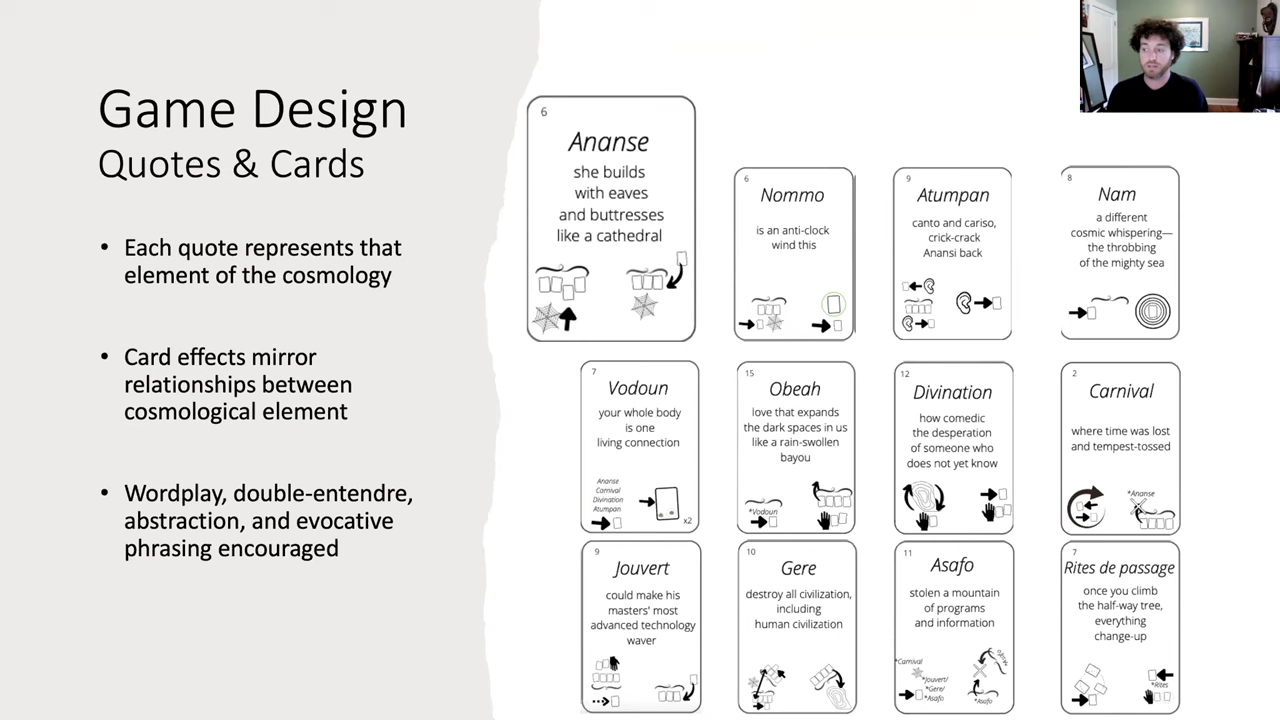 Game Design
Quotes & Cards
• Each quote represents that
element of the cosmology
• Card effects mirror
relationships between
cosmological element
• Wordplay, double-entendre,
abstraction, and evocative
phrasing encouraged
6
Ananse
she builds
with eaves
and buttresses
like a cathedral
6
Nommo
is an anti-clock
wind this
9
Atumpan
canto and cariso,
crick-crack
Anansi back
8
Nam
a different
cosmic whispering—
the throbbing
of the mighty sea
7
Vodoun
your whole body
is one
living connection
Ananse
Carnival
Divination
Atumpan
x2
15
Obeah
love that expands
the dark spaces in us
like a rain-swollen
bayou
*Vodoun
12
Divination
how comedic
the desperation
of someone who
does not yet know
2
Carnival
where time was lost
and tempest-tossed
*Ananse
9
Jouvert
could make his
masters' most
advanced technology
waver
10
Gere
destroy all civilization,
including
human civilization
11
Asafo
stolen a mountain
of programs
and information
*Carnival
*Jouvert/
*Gere/
*Asafo
*Asafo
7
Rites de passage
once you climb
the half-way tree,
everything
change-up
*Rites